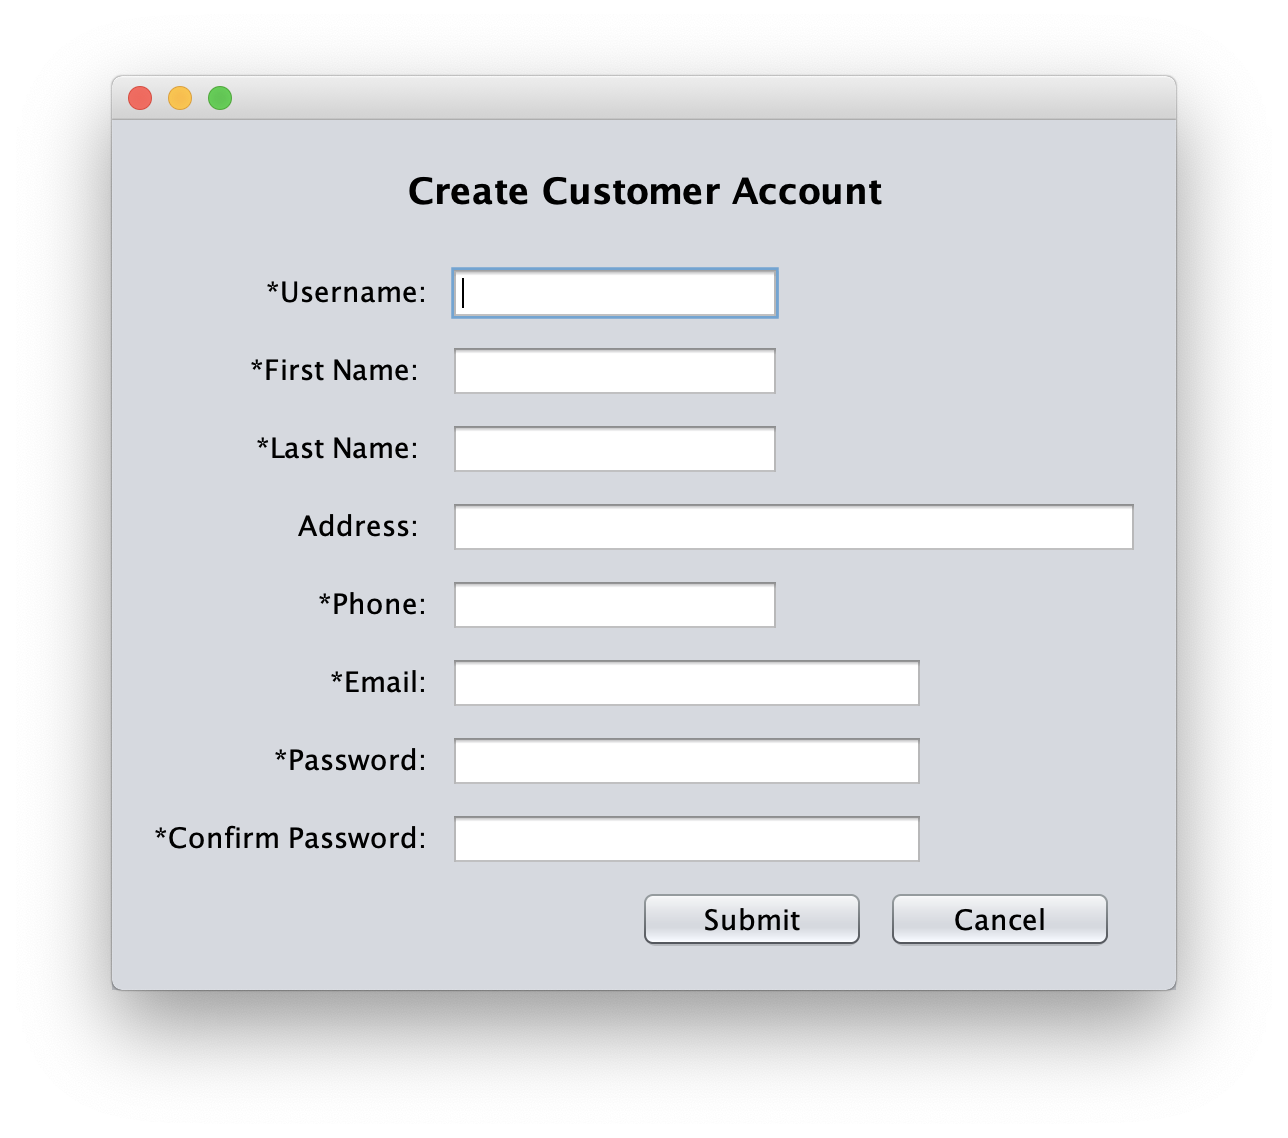 Create Customer Account
*Username:
*First Name:
*Last Name:
Address:
*Phone:
*Email:
*Password:
*Confirm Password:
Submit Cancel